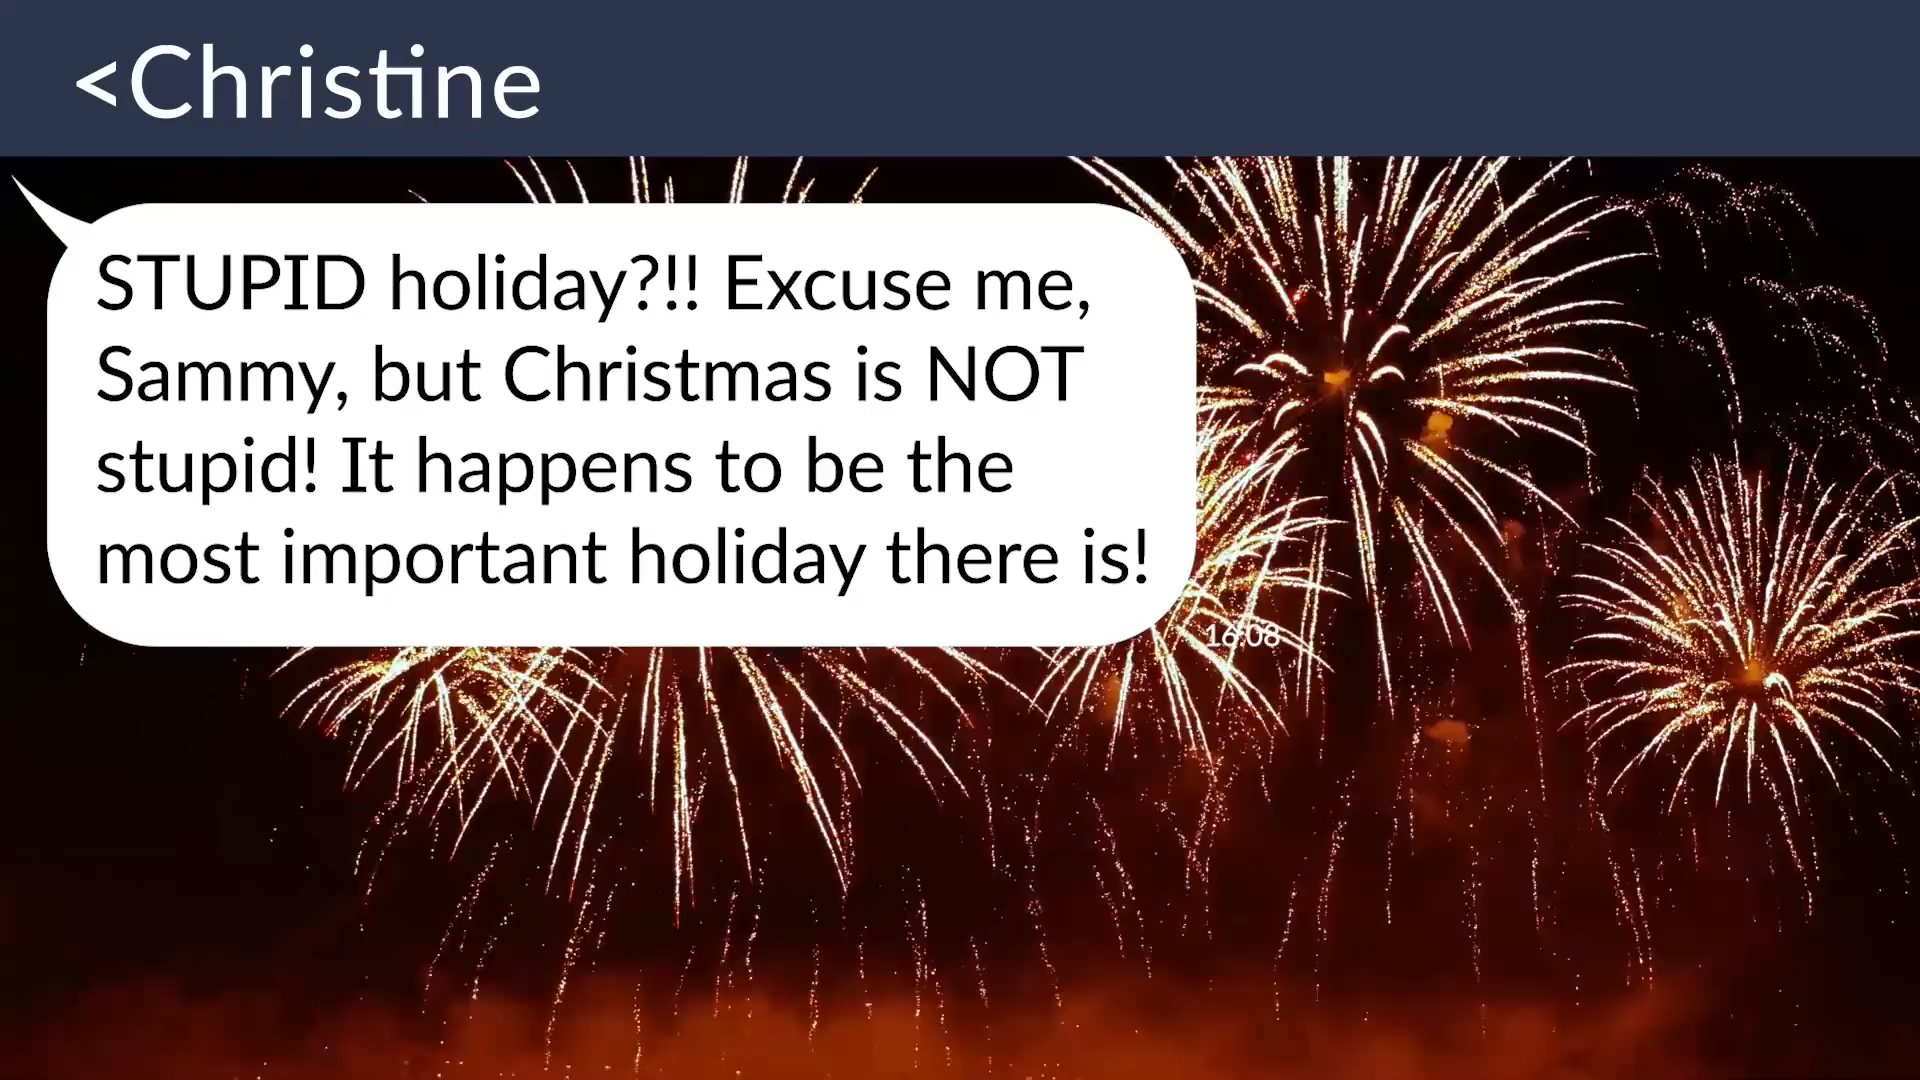 <Christine
STUPID holiday?!! Excuse me,
Sammy, but Christmas is NOT
stupid! It happens to be the
most important holiday there is!
16:08